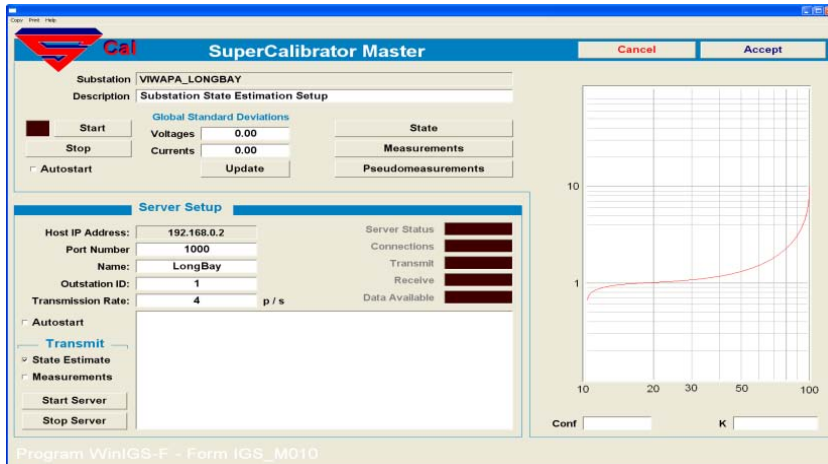 Copy Print Help
Cal
SuperCalibrator Master
Cancel
Accept
Substation VIWAPA_LONGBAY
Description Substation State Estimation Setup
Global Standard Deviations
Start
Voltages 0.00
State
Stop
Currents 0.00
Measurements
Autostart
Update
Pseudomeasurements
Server Setup
Host IP Address: 192.168.0.2
Server Status
Port Number 1000
Connections
Name: LongBay
Transmit
Outstation ID: 1
Receive
Transmission Rate: 4 p / s
Data Available
Autostart
Transmit
State Estimate
Measurements
Start Server
Stop Server
10
1
10 20 30 50 100
Conf
K
Program WinIGS-F - Form IGS_M010